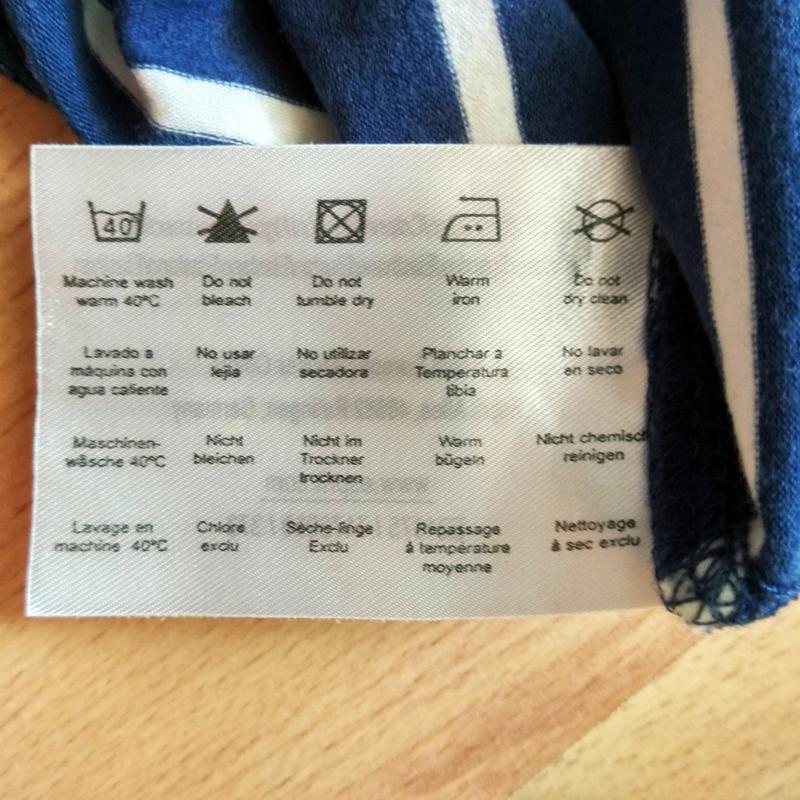 40
Machine wash
warm 40ºC
Do not
bleach
Do not
tumble dry
Warm
iron
Do not
dry clean
Lavado a
máquina con
agua caliente
No usar
lejia
No utilizar
secadora
Planchar a
Temperatura
tibia
No lavar
en seco
Maschinen-
wäsche 40ºC
Nicht
bleichen
Nicht im
Trockner
trocknen
Warm
bügeln
Nicht chemisch
reinigen
Lavage en
machine 40ºC
Chlore
exclu
Sèche-linge
Exclu
Repassage
à température
moyenne
Nettoyage
à sec exclu